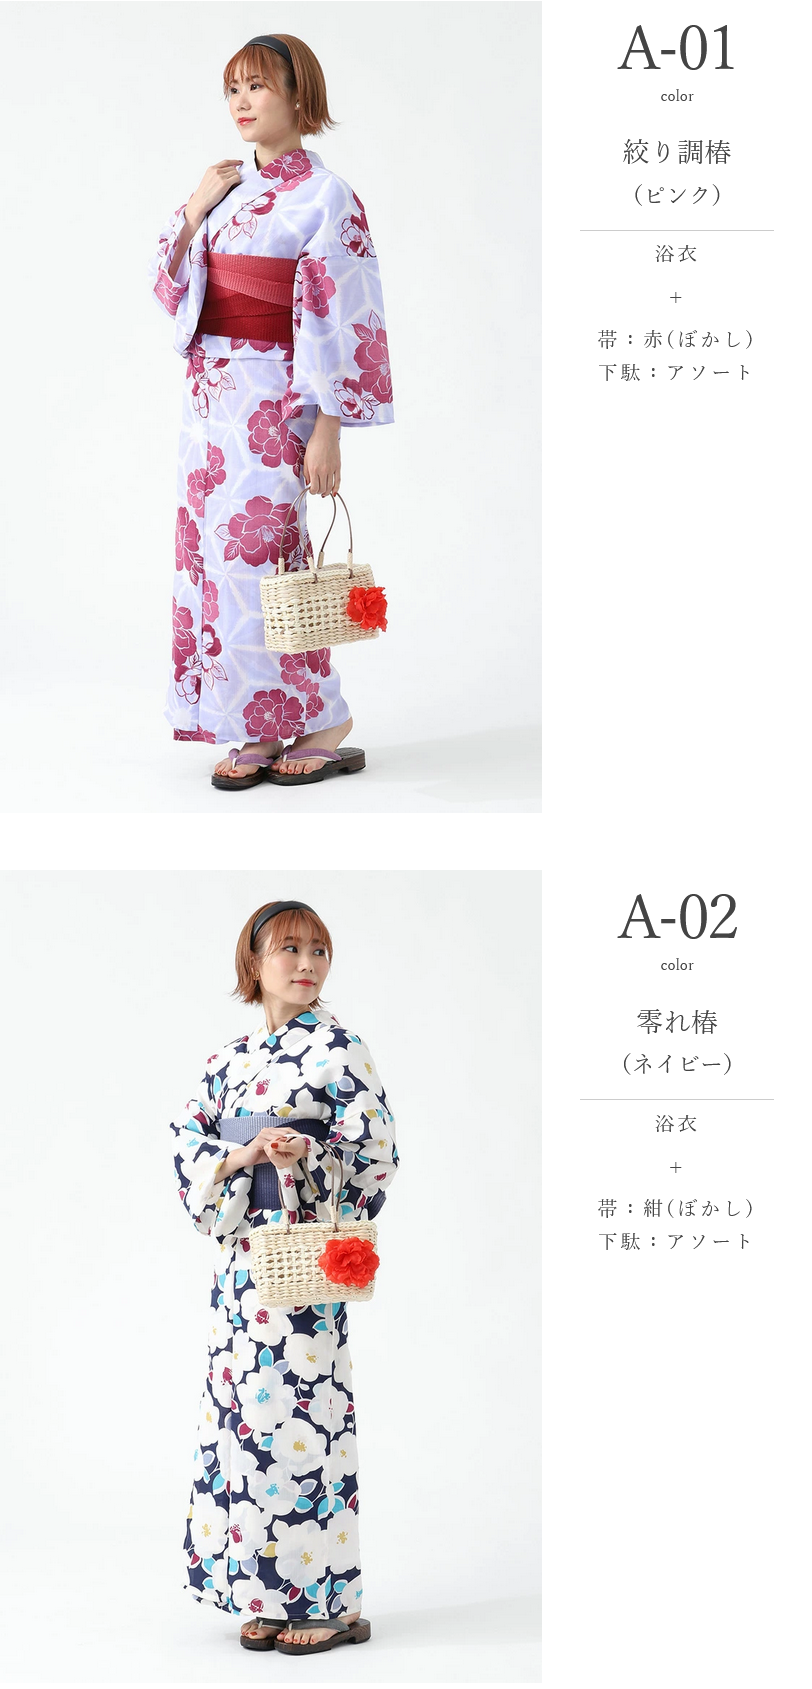 A-01
color
絞り調椿
（ピンク）
浴衣
+
帯：赤（ぼかし）
下駄：アソート
A-02
color
零れ椿
（ネイビー）
浴衣
+
帯：紺（ぼかし）
下駄：アソート